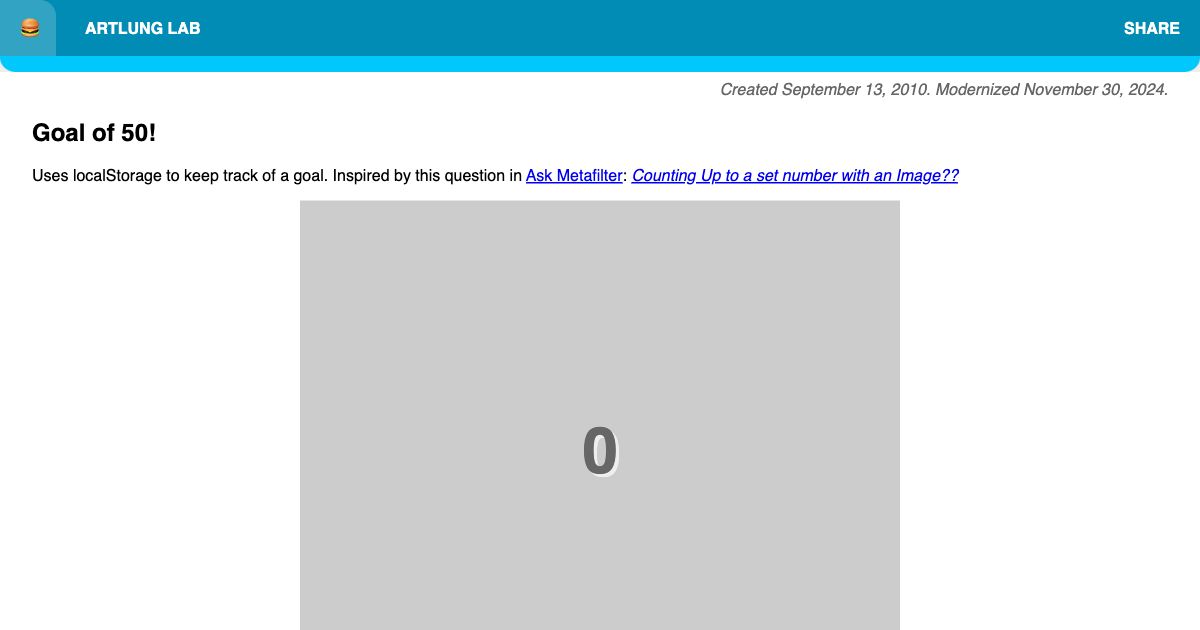 ARTLUNG LAB
SHARE
Created September 13, 2010. Modernized November 30, 2024.
Goal of 50!
Uses localStorage to keep track of a goal. Inspired by this question in Ask Metafilter: Counting Up to a set number with an Image??
0